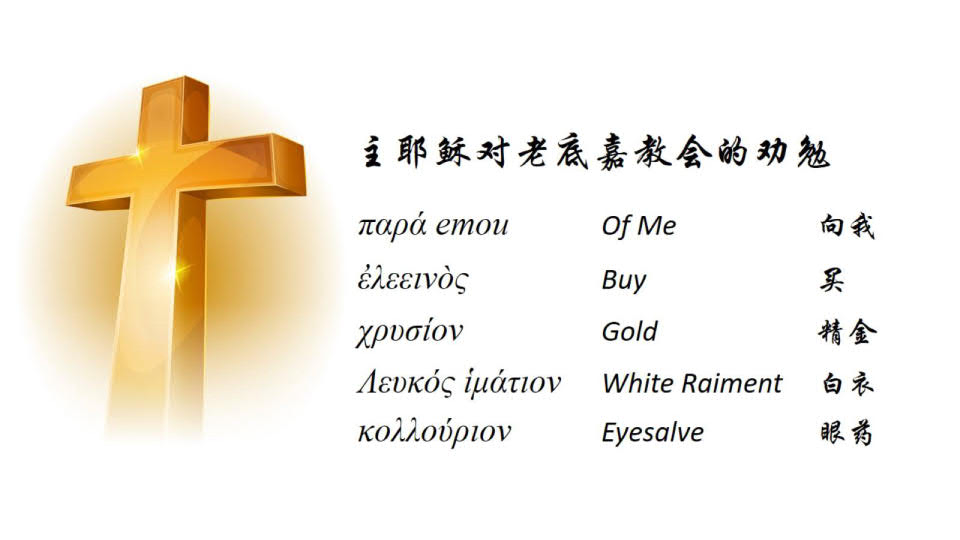 主耶稣对老底嘉教会的劝勉
παρά emou Of Me 向我
ἐλεεινὸς Buy 买
χρυσίον Gold 精金
Λευκός ἱμάτιον White Raiment 白衣
κολλούριον Eyesalve 眼药